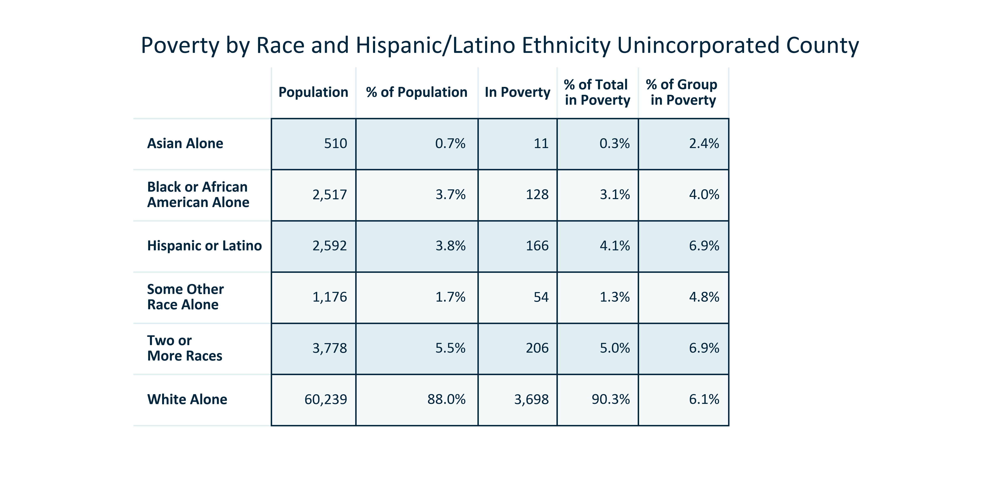 Poverty by Race and Hispanic/Latino Ethnicity Unincorporated County
Population % of Population In Poverty % of Total in Poverty % of Group in Poverty
Asian Alone 510 0.7% 11 0.3% 2.4%
Black or African American Alone 2,517 3.7% 128 3.1% 4.0%
Hispanic or Latino 2,592 3.8% 166 4.1% 6.9%
Some Other Race Alone 1,176 1.7% 54 1.3% 4.8%
Two or More Races 3,778 5.5% 206 5.0% 6.9%
White Alone 60,239 88.0% 3,698 90.3% 6.1%